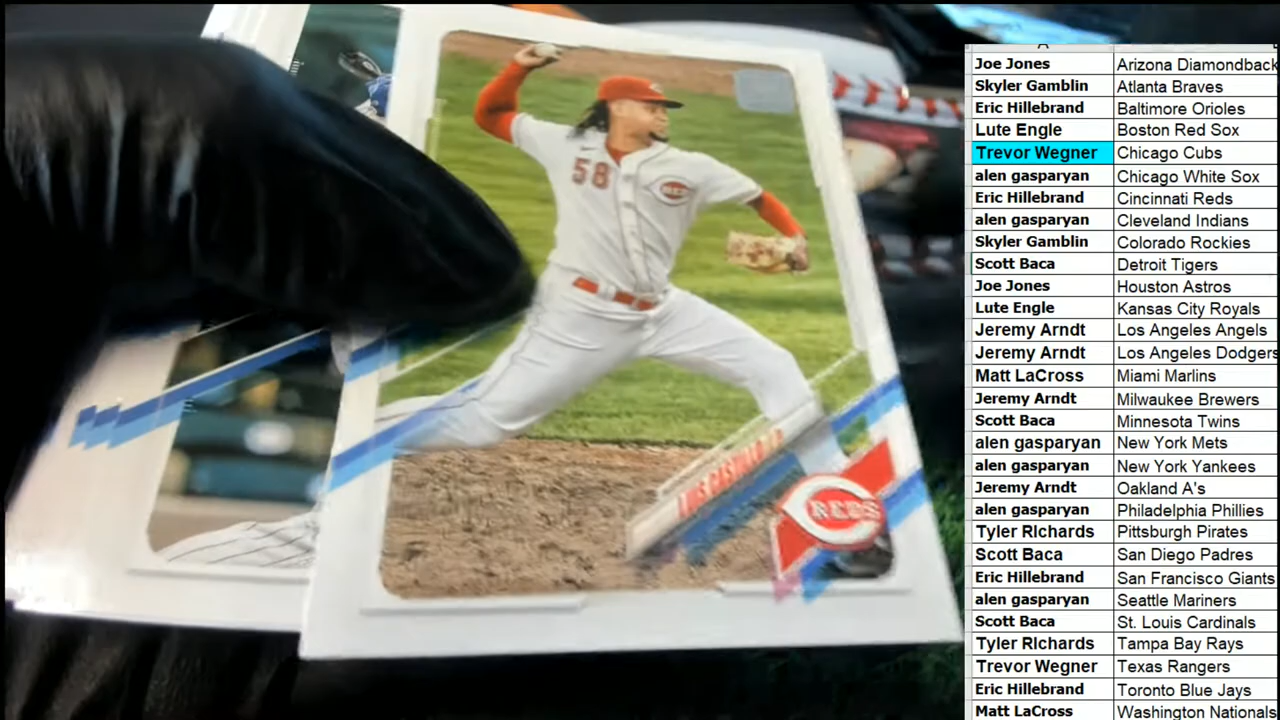 58
REDS
LUIS CASTILLO
REDS
Joe Jones Arizona Diamondback
Skyler Gamblin Atlanta Braves
Eric Hillebrand Baltimore Orioles
Lute Engle Boston Red Sox
Trevor Wegner Chicago Cubs
alen gasparyan Chicago White Sox
Eric Hillebrand Cincinnati Reds
alen gasparyan Cleveland Indians
Skyler Gamblin Colorado Rockies
Scott Baca Detroit Tigers
Joe Jones Houston Astros
Lute Engle Kansas City Royals
Jeremy Arndt Los Angeles Angels
Jeremy Arndt Los Angeles Dodgers
Matt LaCross Miami Marlins
Jeremy Arndt Milwaukee Brewers
Scott Baca Minnesota Twins
alen gasparyan New York Mets
alen gasparyan New York Yankees
Jeremy Arndt Oakland A's
alen gasparyan Philadelphia Phillies
Tyler RIchards Pittsburgh Pirates
Scott Baca San Diego Padres
Eric Hillebrand San Francisco Giants
alen gasparyan Seattle Mariners
Scott Baca St. Louis Cardinals
Tyler RIchards Tampa Bay Rays
Trevor Wegner Texas Rangers
Eric Hillebrand Toronto Blue Jays
Matt LaCross Washington Nationals